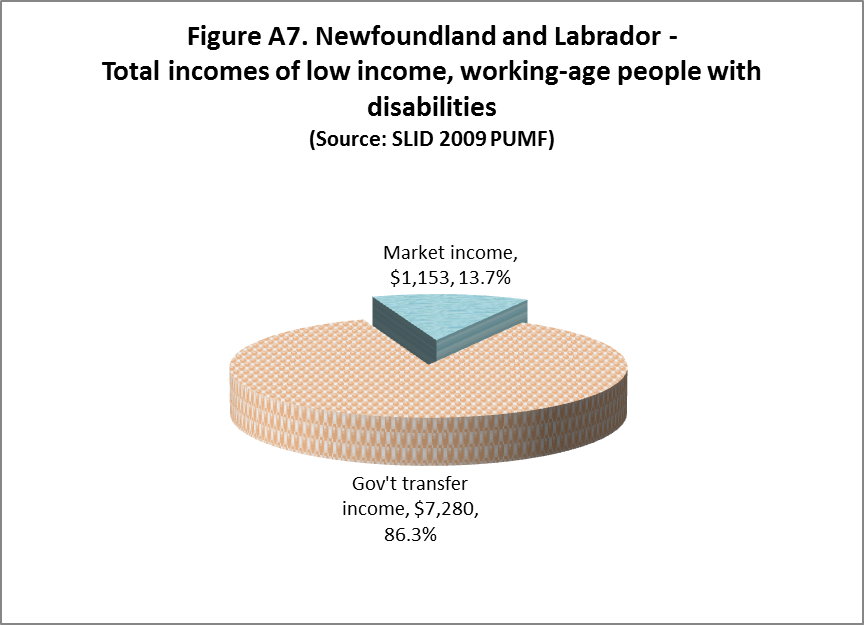 Figure A7. Newfoundland and Labrador -
Total incomes of low income, working-age people with
disabilities
(Source: SLID 2009 PUMF)
Market income,
$1,153, 13.7%
Gov't transfer
income, $7,280,
86.3%